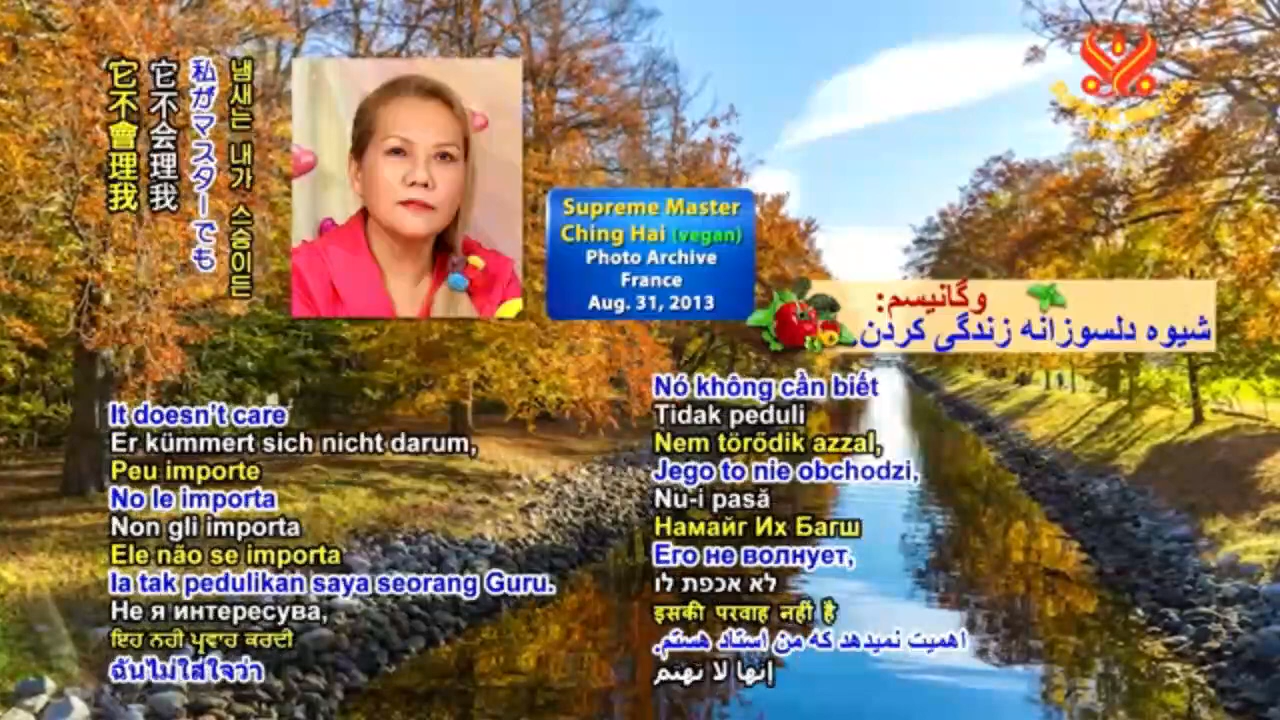 냄새는 내가 스승이든
私がマスターでも
它不会理我
它不會理我
Supreme Master
Ching Hai (vegan)
Photo Archive
France
Aug. 31, 2013
وگانیسم:
شیوه دلسوزانه زندگی کردن
It doesn't care
Er kümmert sich nicht darum,
Peu importe
No le importa
Non gli importa
Ele não se importa
Ia tak pedulikan saya seorang Guru.
Не я интересува,
ਇਹ ਨਹੀ ਪ੍ਰਵਾਹ ਕਰਦੀ
ฉันไม่ใส่ใจว่า
Nó không cần biết
Tidak peduli
Nem törődik azzal,
Jego to nie obchodzi,
Nu-i pasă
Намайг Их Багш
Его не волнует,
לא אכפת לו
इसकी परवाह नहीं है
اهمیت نمیدهد که من استاد هستم.
إنها لا تهتم